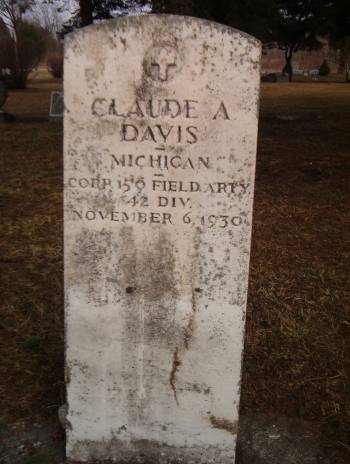 CLAUDE A
DAVIS
MICHIGAN
CORP. 150 FIELD ARTY.
42 DIV.
NOVEMBER 6, 1930